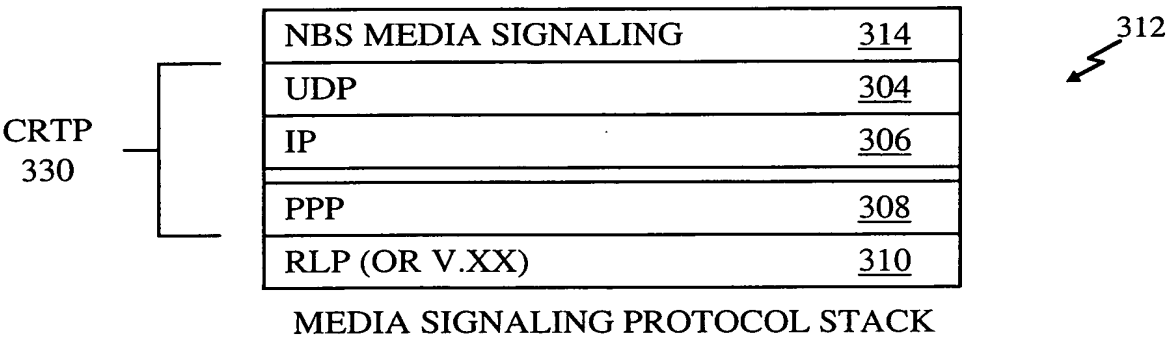 NBS MEDIA SIGNALING 314
312
UDP 304
CRTP
330
IP 306
PPP 308
RLP (OR V.XX) 310
MEDIA SIGNALING PROTOCOL STACK